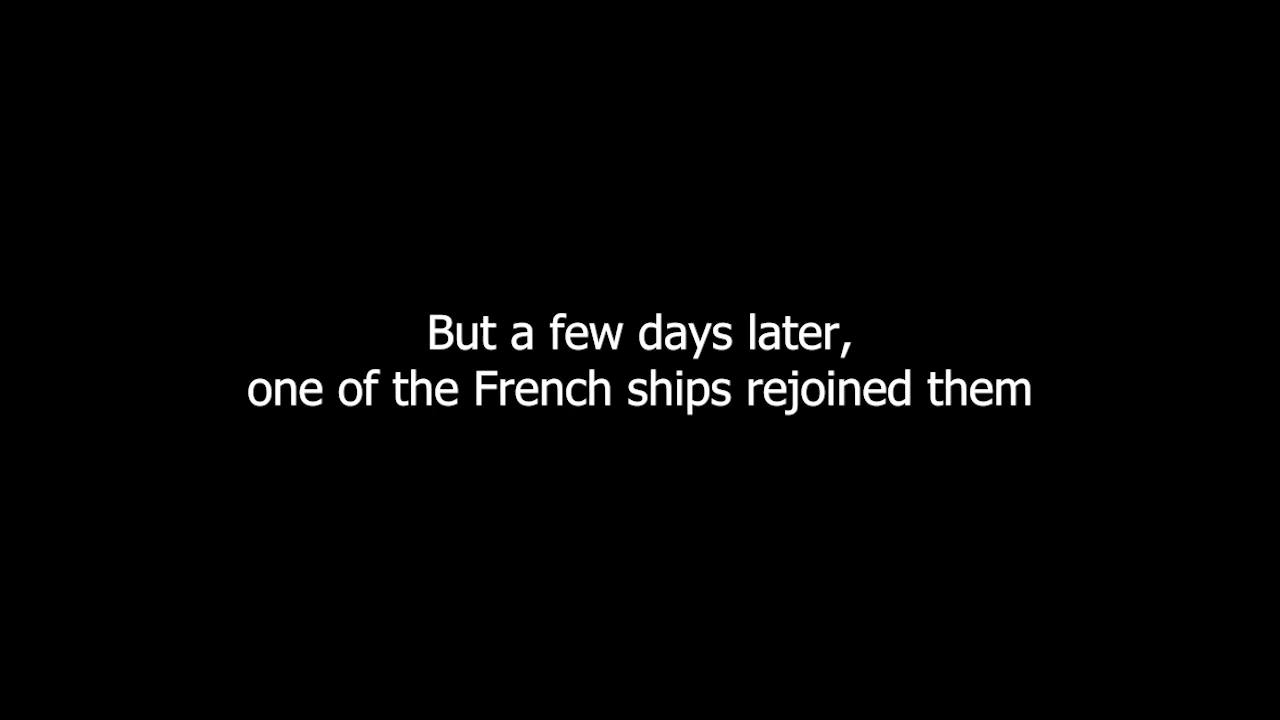 But a few days later,
one of the French ships rejoined them